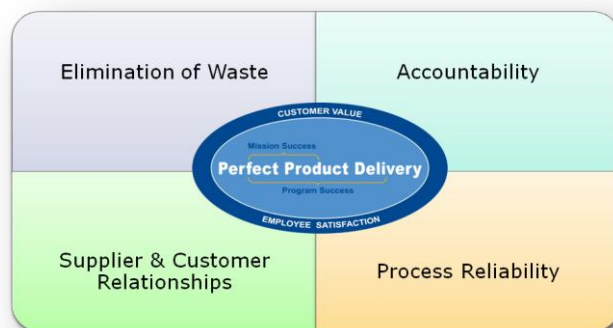 Elimination of Waste
Accountability
CUSTOMER VALUE
Mission Success
Perfect Product Delivery
Program Success
EMPLOYEE SATISFACTION
Supplier & Customer
Relationships
Process Reliability